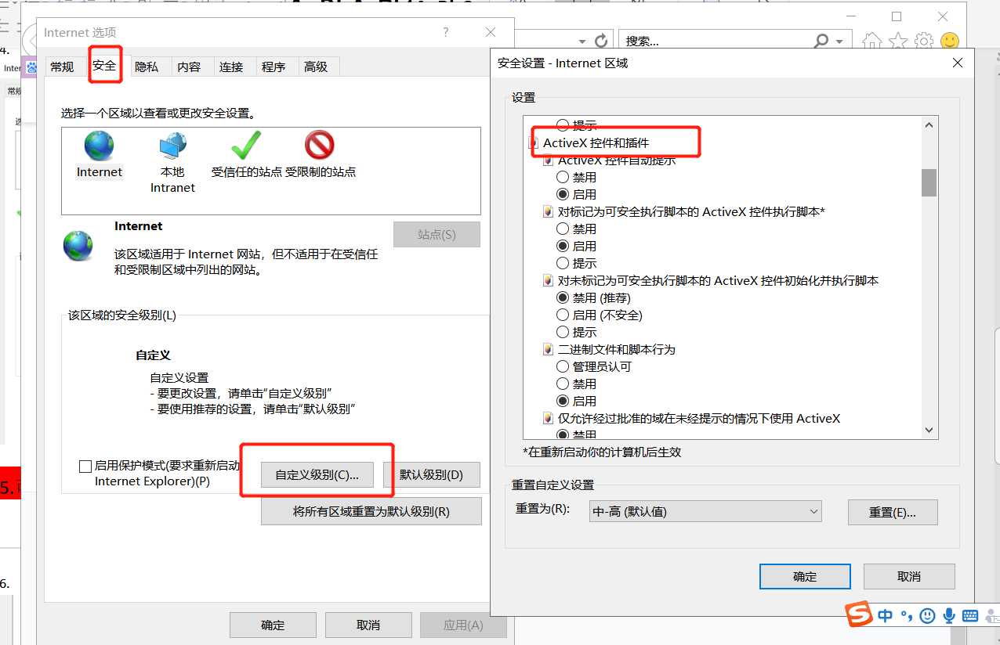 Internet 选项
?
常规
安全
隐私
内容
连接
程序
高级
选择一个区域以查看或更改安全设置。
Internet
本地
Intranet
受信任的站点
受限制的站点
Internet
站点(S)
该区域适用于 Internet 网站，但不适用于在受信任
和受限制区域中列出的网站。
该区域的安全级别(L)
自定义
自定义设置
- 要更改设置，请单击“自定义级别”
- 要使用推荐的设置，请单击“默认级别”
启用保护模式(要求重新启动
Internet Explorer)(P)
自定义级别(C)...
默认级别(D)
将所有区域重置为默认级别(R)
确定
取消
应用(A)
搜索...
安全设置 - Internet 区域
设置
提示
ActiveX 控件和插件
ActiveX 控件自动提示
禁用
启用
对标记为可安全执行脚本的 ActiveX 控件执行脚本*
禁用
启用
提示
对未标记为可安全执行脚本的 ActiveX 控件初始化并执行脚本
禁用 (推荐)
启用 (不安全)
提示
二进制文件和脚本行为
管理员认可
禁用
启用
仅允许经过批准的域在未经提示的情况下使用 ActiveX
禁用
*在重新启动你的计算机后生效
重置自定义设置
重置为(R):
中-高 (默认值)
重置(E)...
确定
取消
4.
Inter
常规
5.
6.
S
中